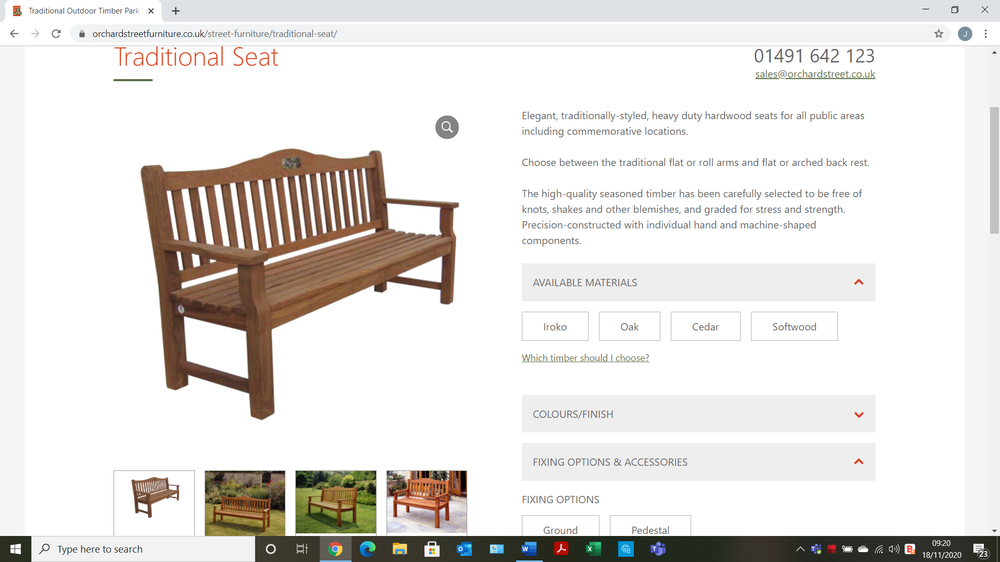 Traditional Outdoor Timber Park
orchardstreetfurniture.co.uk/street-furniture/traditional-seat/
J
Traditional Seat
01491 642 123
sales@orchardstreet.co.uk
Elegant, traditionally-styled, heavy duty hardwood seats for all public areas
including commemorative locations.
Choose between the traditional flat or roll arms and flat or arched back rest.
The high-quality seasoned timber has been carefully selected to be free of
knots, shakes and other blemishes, and graded for stress and strength.
Precision-constructed with individual hand and machine-shaped
components.
AVAILABLE MATERIALS
Iroko Oak Cedar Softwood
Which timber should I choose?
COLOURS/FINISH
FIXING OPTIONS & ACCESSORIES
FIXING OPTIONS
Ground Pedestal
Type here to search
09:20
18/11/2020
23